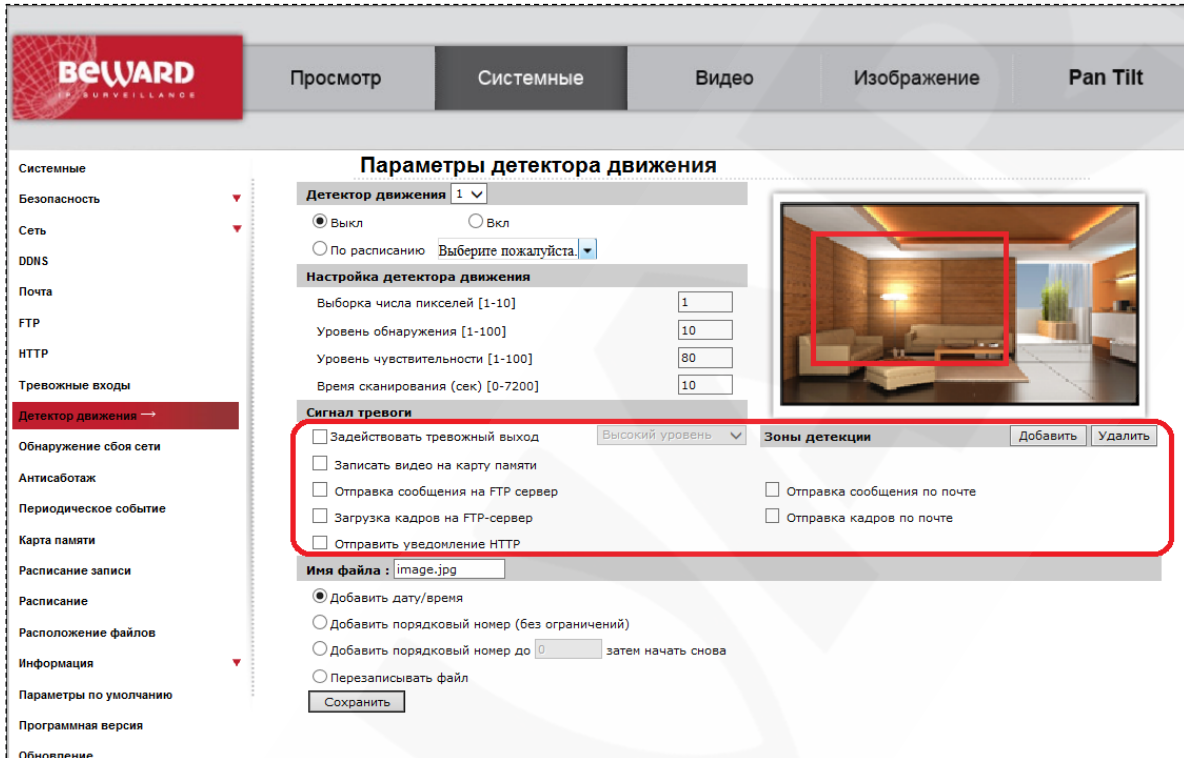 BEWARD
IP SURVEILLANCE
Просмотр
Системные
Видео
Изображение
Pan Tilt
Системные
Безопасность
Сеть
DDNS
Почта
FTP
HTTP
Тревожные входы
Детектор движения →
Обнаружение сбоя сети
Антисаботаж
Периодическое событие
Карта памяти
Расписание записи
Расписание
Расположение файлов
Информация
Параметры по умолчанию
Программная версия
Обновление
Параметры детектора движения
Детектор движения 1
Выкл Вкл
По расписанию Выберите пожалуйста.
Настройка детектора движения
Выборка числа пикселей [1-10] 1
Уровень обнаружения [1-100] 10
Уровень чувствительности [1-100] 80
Время сканирования (сек) [0-7200] 10
Сигнал тревоги
Задействовать тревожный выход Высокий уровень Зоны детекции Добавить Удалить
Записать видео на карту памяти
Отправка сообщения на FTP сервер Отправка сообщения по почте
Загрузка кадров на FTP-сервер Отправка кадров по почте
Отправить уведомление HTTP
Имя файла : image.jpg
Добавить дату/время
Добавить порядковый номер (без ограничений)
Добавить порядковый номер до 0 затем начать снова
Перезаписывать файл
Сохранить